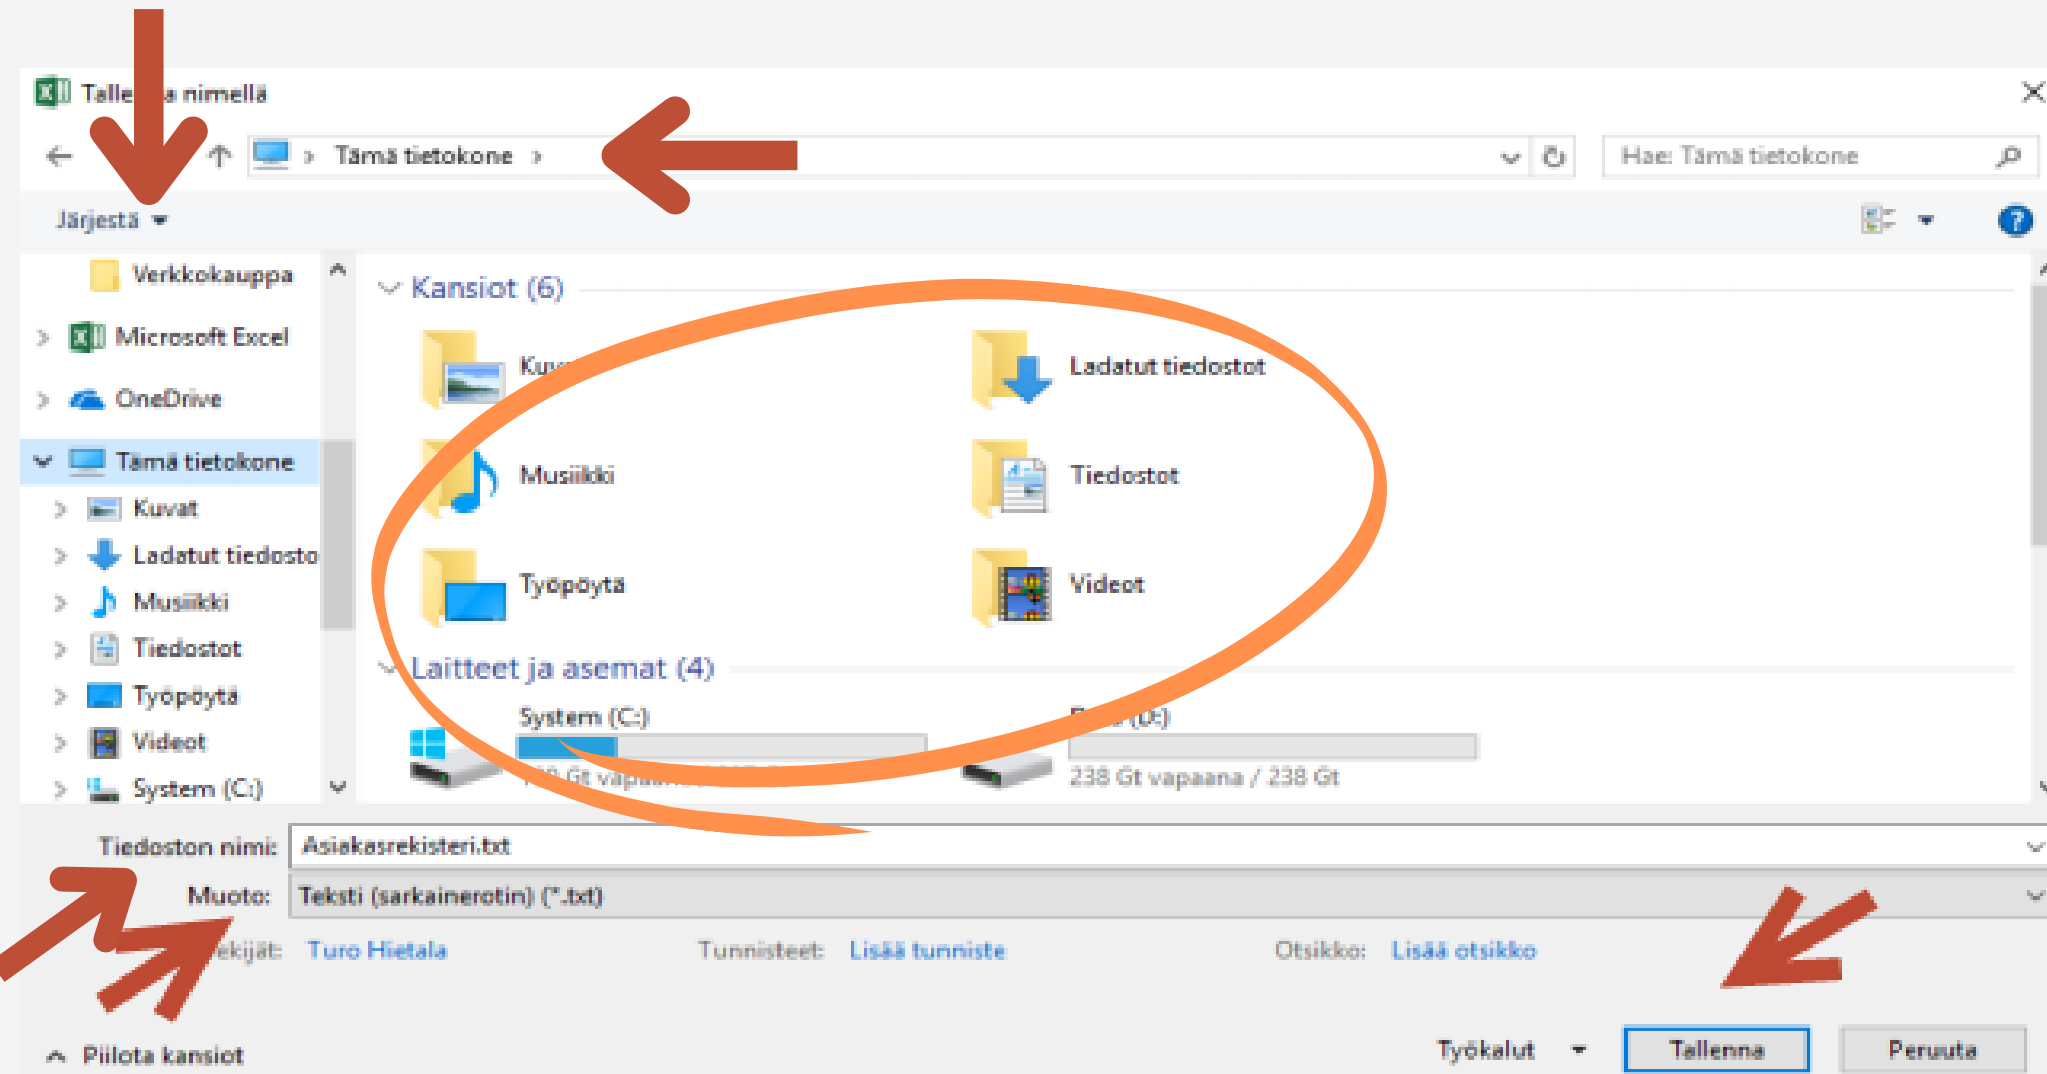 nimellä
Tämä tietokone
Hae: Tämä tietokone
Järjestä
Verkkokauppa
Microsoft Excel
OneDrive
Tämä tietokone
Kuvat
Ladatut tiedosto
Musiikki
Tiedostot
Työpöytä
Videot
System (C:)
Kansiot (6)
Ladatut tiedostot
Musiikki
Tiedostot
Työpöytä
Videot
Laitteet ja asemat (4)
System (C:)
(D:)
Gt
238 Gt vapaana / 238 Gt
Tiedoston nimi: Asiakasrekisteri.txt
Muoto: Teksti (sarkainerotin) (*.txt)
Turo Hietala Tunnisteet: Lisää tunniste Otsikko: Lisää otsikko
Piilota kansiot Työkalut Tallenna Peruuta